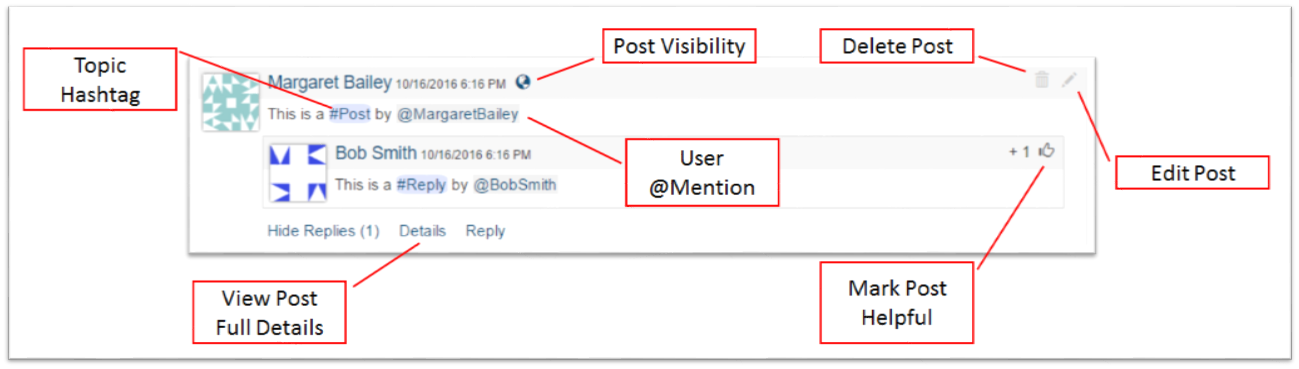 Topic
Hashtag
Post Visibility
Delete Post
Margaret Bailey 10/16/2016 6:16 PM
This is a #Post by @MargaretBailey
Bob Smith 10/16/2016 6:16 PM
+ 1
This is a #Reply by @BobSmith
User
@Mention
Edit Post
Hide Replies (1) Details Reply
View Post
Full Details
Mark Post
Helpful